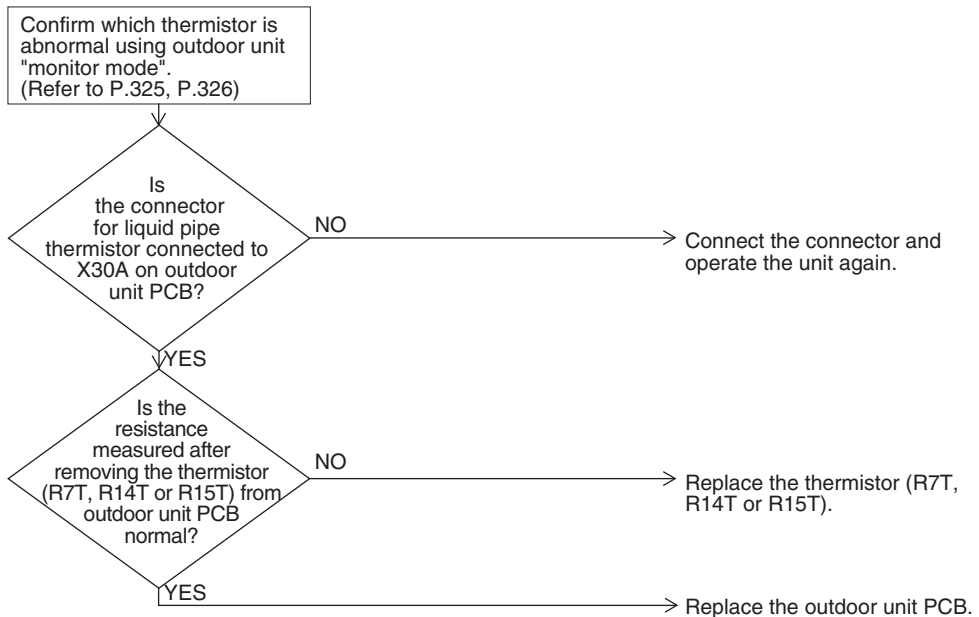 Confirm which thermistor is
abnormal using outdoor unit
"monitor mode".
(Refer to P.325, P.326)
Is
the connector
for liquid pipe
thermistor connected to
X30A on outdoor
unit PCB?
NO
Connect the connector and
operate the unit again.
YES
Is the
resistance
measured after
removing the thermistor
(R7T, R14T or R15T) from
outdoor unit PCB
normal?
NO
Replace the thermistor (R7T,
R14T or R15T).
YES
Replace the outdoor unit PCB.